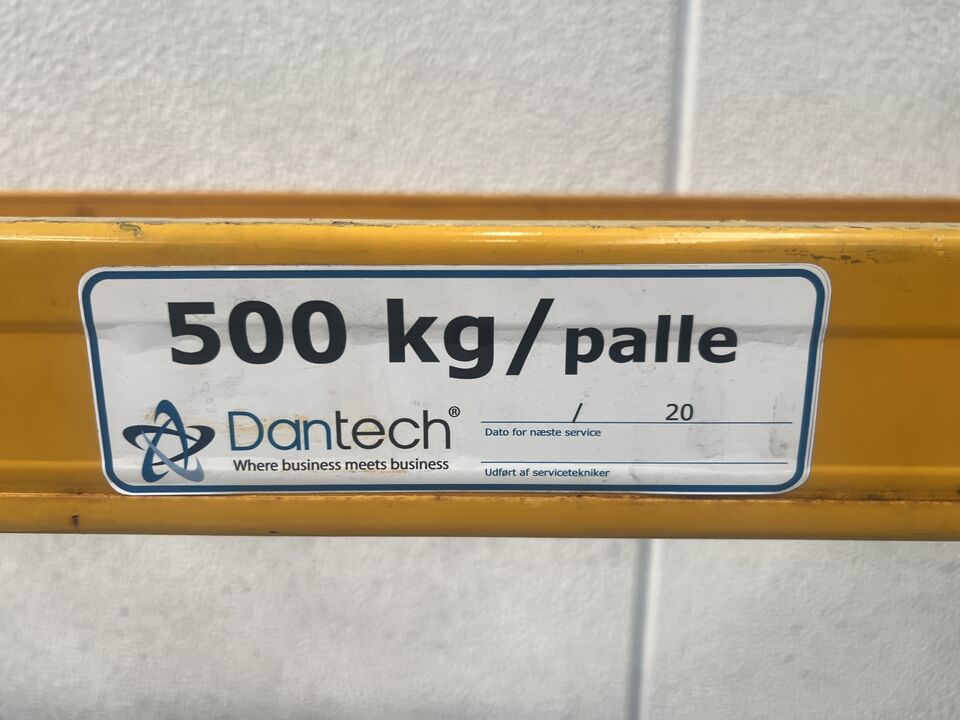 500 kg/palle
Dantech®
Where business meets business
/ 20
Dato for næste service
Udført af servicetekniker